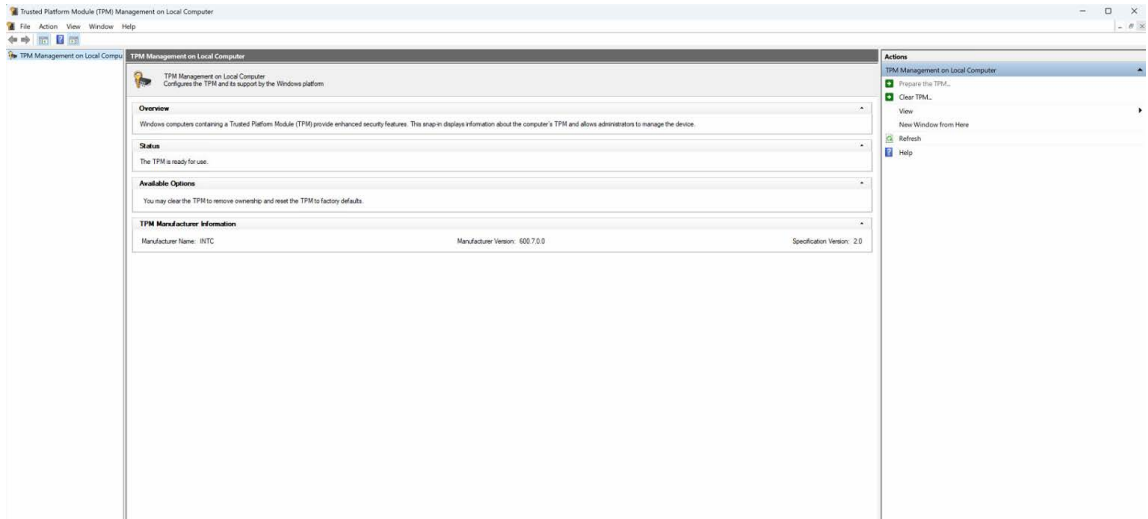 Trusted Platform Module (TPM) Management on Local Computer
File Action View Window Help
TPM Management on Local Compu
TPM Management on Local Computer
TPM Management on Local Computer
Configures the TPM and its support by the Windows platform
Overview
Windows computers containing a Trusted Platform Module (TPM) provide enhanced security features. This snap-in displays information about the computer's TPM and allows administrators to manage the device.
Status
The TPM is ready for use.
Available Options
You may clear the TPM to remove ownership and reset the TPM to factory defaults.
TPM Manufacturer Information
Manufacturer Name: INTC Manufacturer Version: 600.7.0.0 Specification Version: 2.0
Actions
TPM Management on Local Computer
Prepare the TPM...
Clear TPM...
View
New Window from Here
Refresh
Help